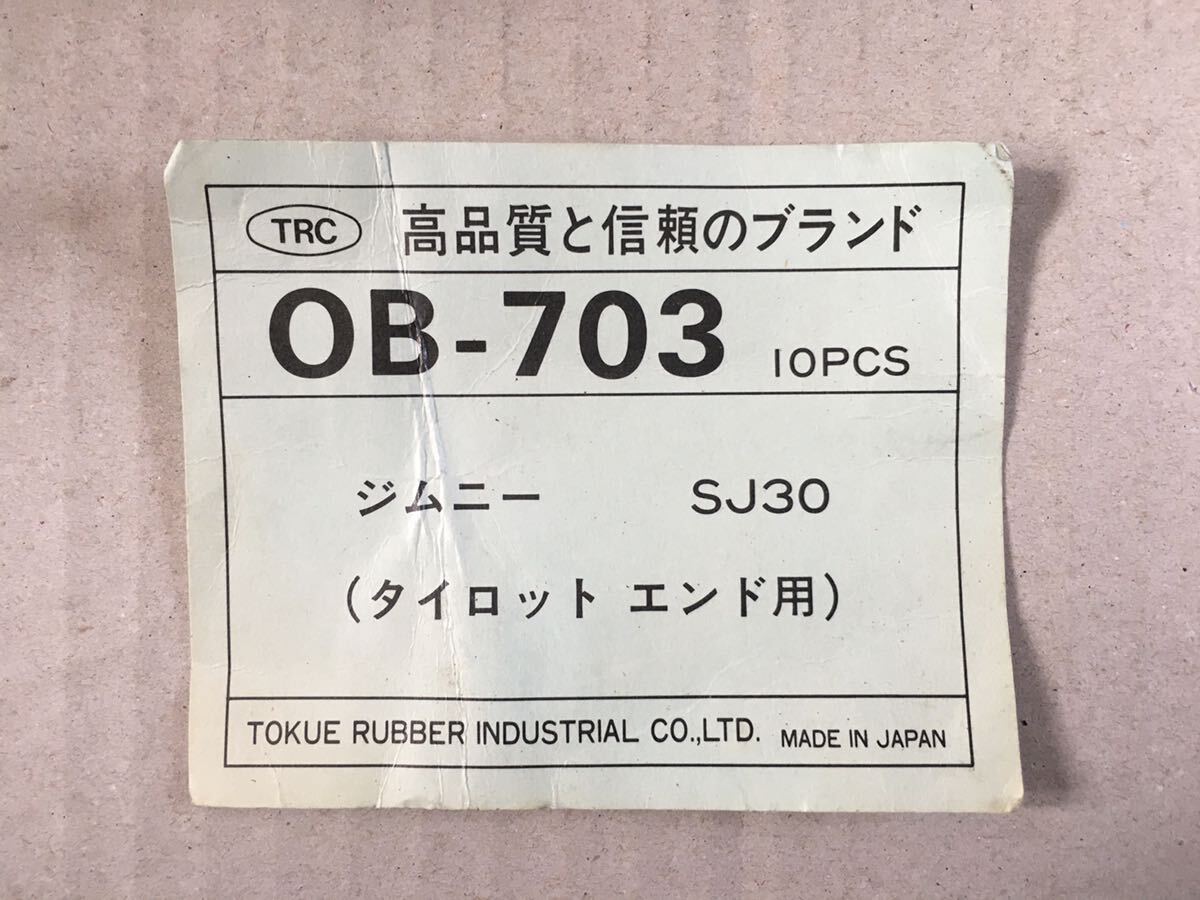 TRC 高品質と信頼のブランド
OB-703 10PCS
ジムニー SJ30
(タイロット エンド用)
TOKUE RUBBER INDUSTRIAL CO.,LTD. MADE IN JAPAN